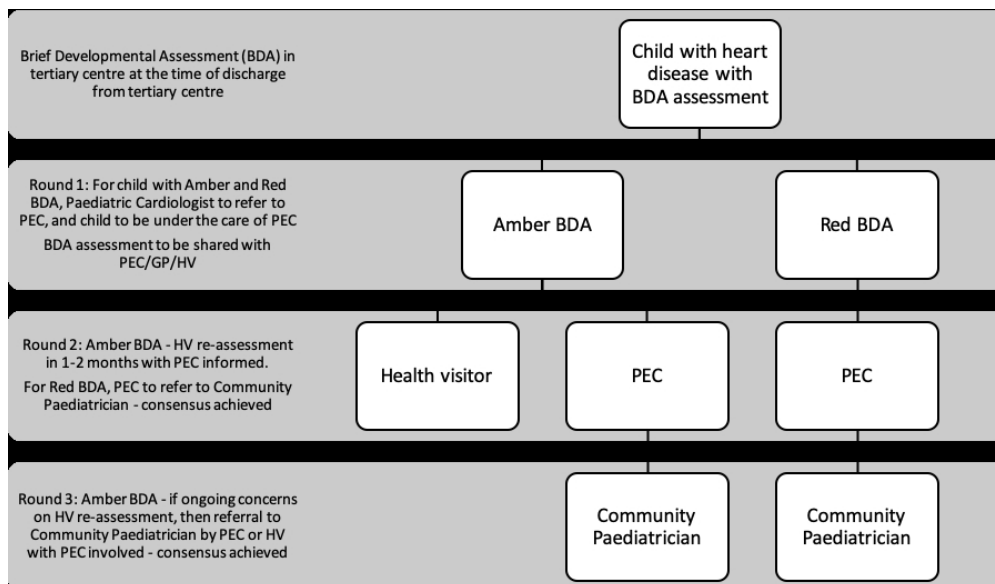 Brief Developmental Assessment (BDA) in
tertiary centre at the time of discharge
from tertiary centre
Child with heart
disease with
BDA assessment
Round 1: For child with Amber and Red
BDA, Paediatric Cardiologist to refer to
PEC, and child to be under the care of PEC
BDA assessment to be shared with
PEC/GP/HV
Amber BDA
Red BDA
Round 2: Amber BDA - HV re-assessment
in 1-2 months with PEC informed.
For Red BDA, PEC to refer to Community
Paediatrician - consensus achieved
Health visitor
PEC
PEC
Round 3: Amber BDA - if ongoing concerns
on HV re-assessment, then referral to
Community Paediatrician by PEC or HV
with PEC involved - consensus achieved
Community
Paediatrician
Community
Paediatrician